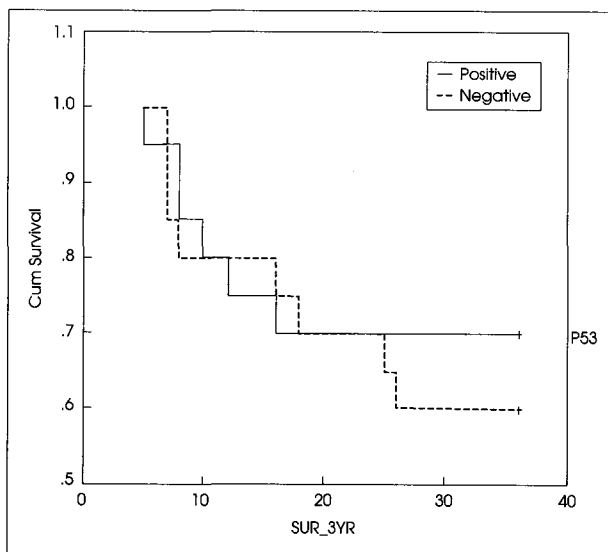 1.1
1.0
.9
.8
.7
.6
.5
Cum Survival
Positive
Negative
P53
0
10
20
30
40
SUR_3YR